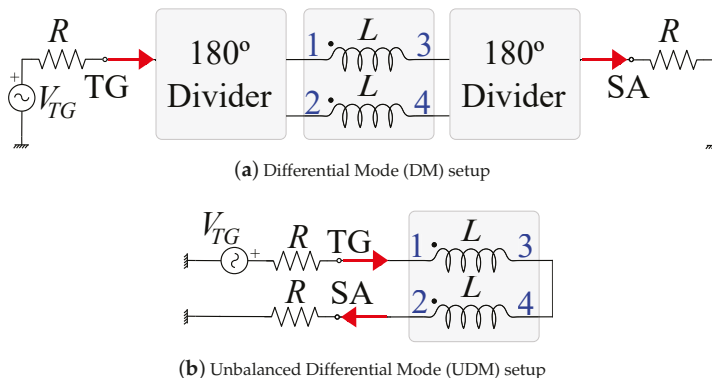 R TG 180º Divider 1 L 3 2 L 4 180º Divider SA R
V_TG +
(a) Differential Mode (DM) setup
V_TG + R TG 1 L 3
R SA 2 L 4
(b) Unbalanced Differential Mode (UDM) setup